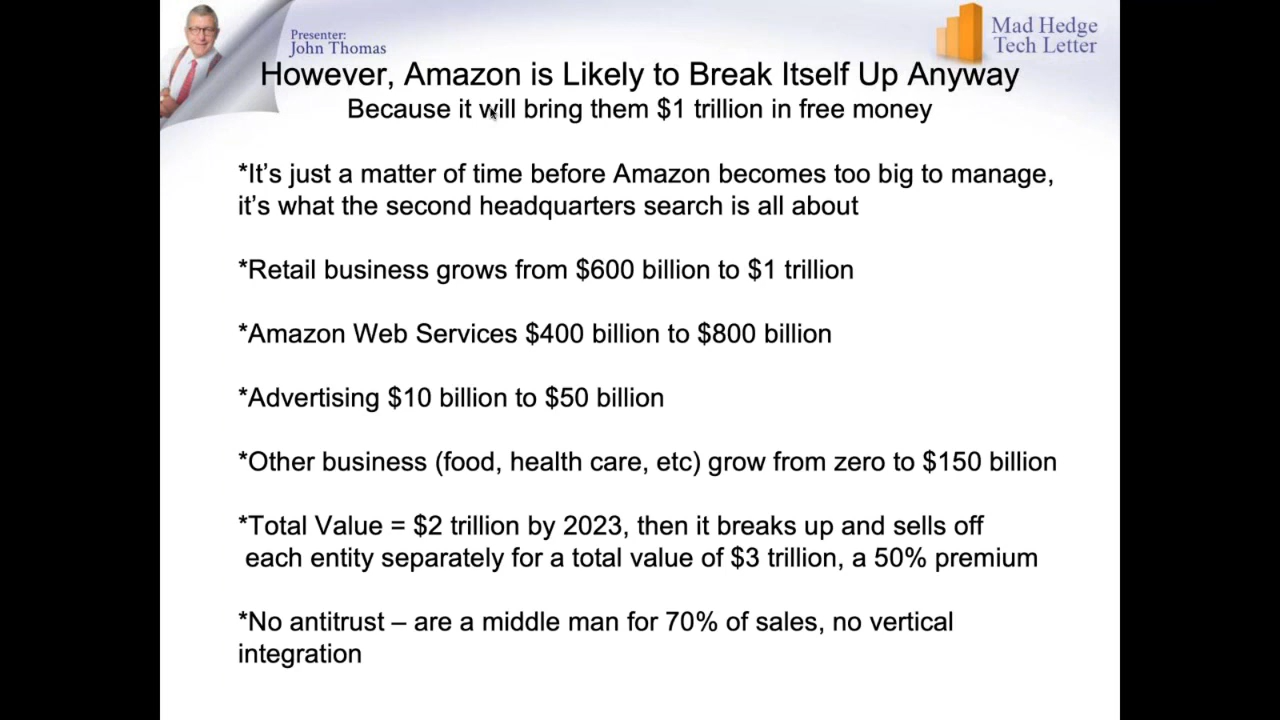 Presenter:
John Thomas
Mad Hedge
Tech Letter
However, Amazon is Likely to Break Itself Up Anyway
Because it will bring them $1 trillion in free money
*It’s just a matter of time before Amazon becomes too big to manage,
it’s what the second headquarters search is all about
*Retail business grows from $600 billion to $1 trillion
*Amazon Web Services $400 billion to $800 billion
*Advertising $10 billion to $50 billion
*Other business (food, health care, etc) grow from zero to $150 billion
*Total Value = $2 trillion by 2023, then it breaks up and sells off
each entity separately for a total value of $3 trillion, a 50% premium
*No antitrust – are a middle man for 70% of sales, no vertical
integration